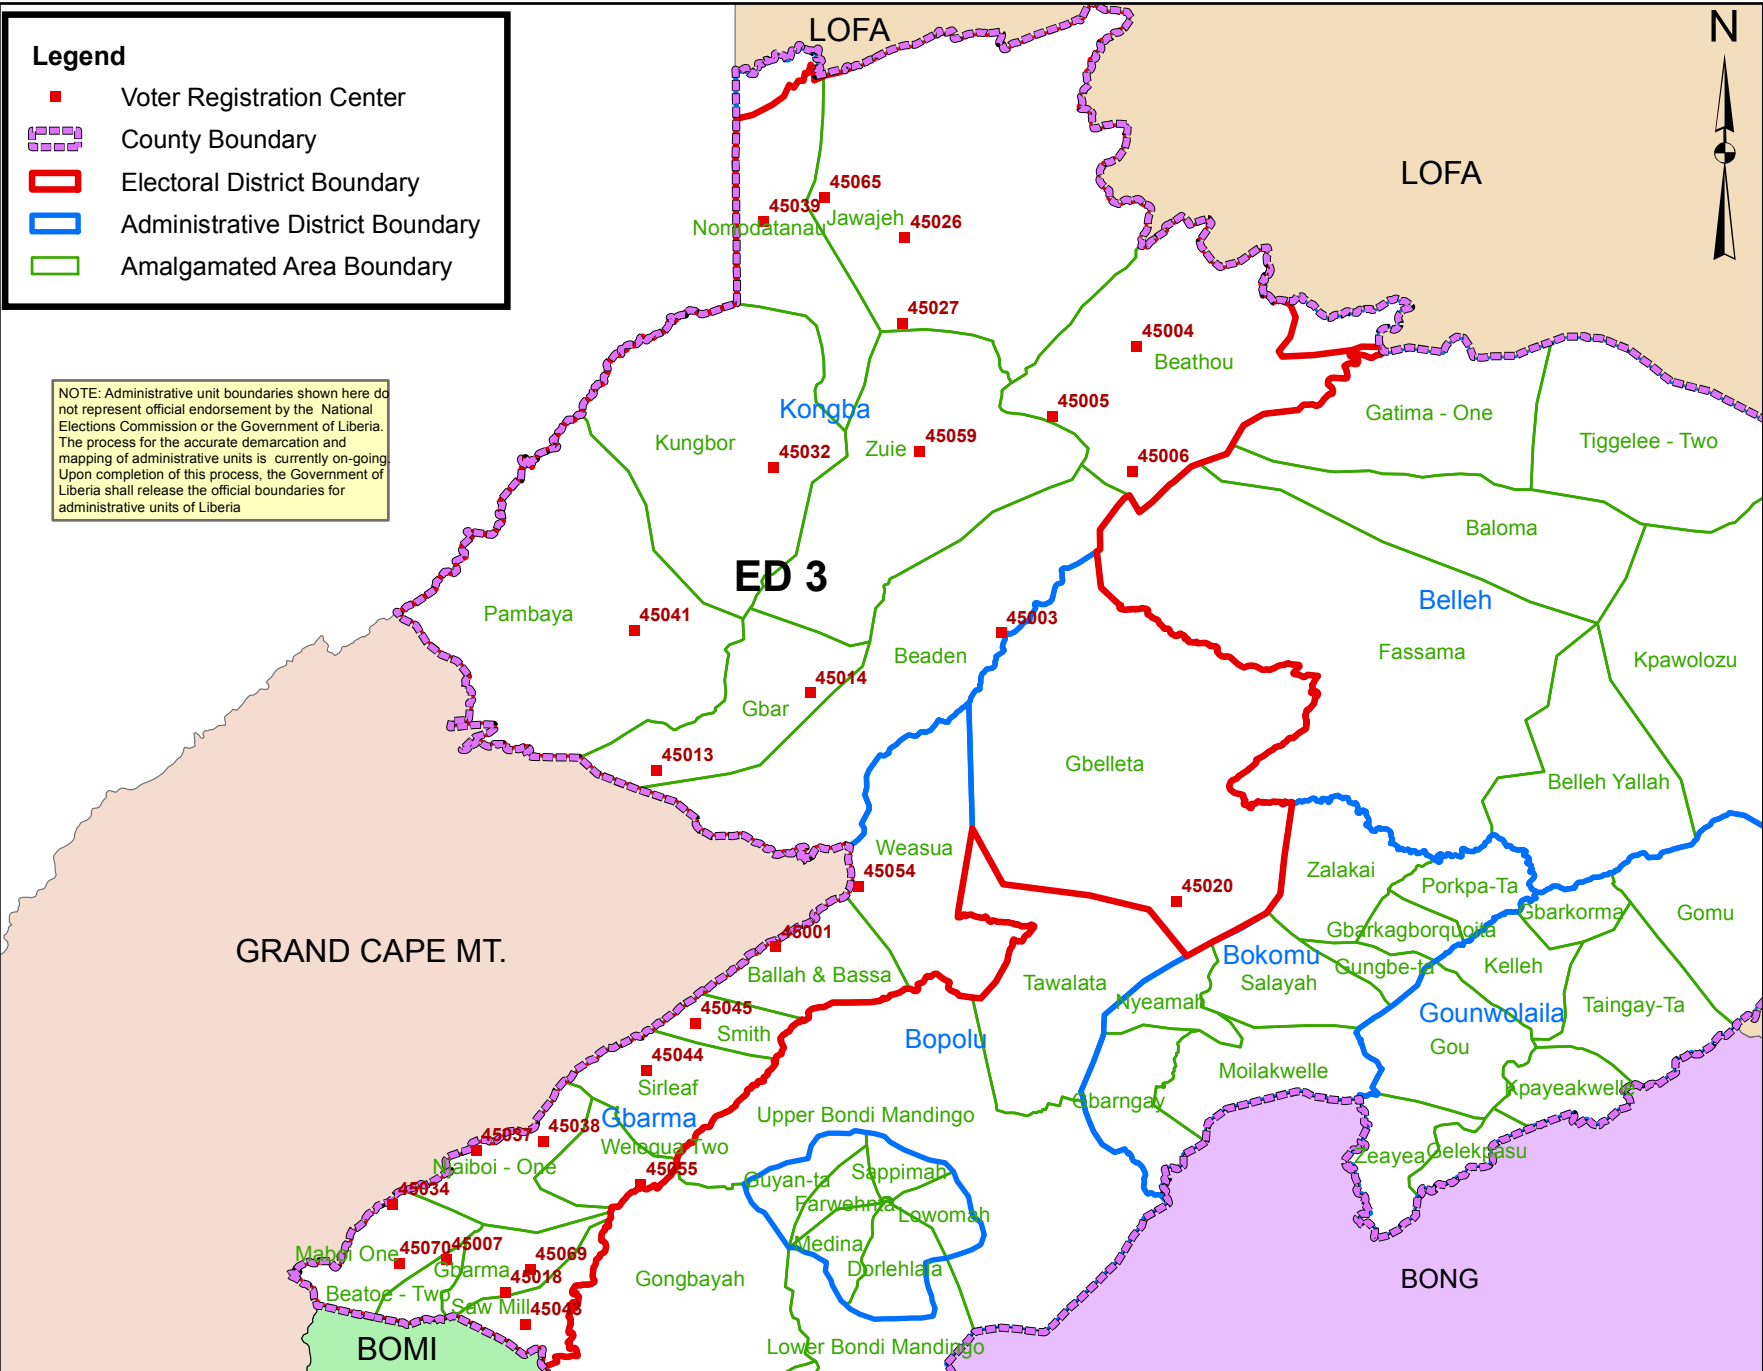 LOFA
N
Legend
Voter Registration Center
County Boundary
Electoral District Boundary
Administrative District Boundary
Amalgamated Area Boundary
LOFA
45065
45039
Jawajeh
45026
Nomodatanau
45027
45004
Beathou
NOTE: Administrative unit boundaries shown here do
not represent official endorsement by the National
Elections Commission or the Government of Liberia.
The process for the accurate demarcation and
mapping of administrative units is currently on-going.
Upon completion of this process, the Government of
Liberia shall release the official boundaries for
administrative units of Liberia
Kongba
45005
Gatima - One
Kungbor
Zuie
45059
45032
45006
Tiggelee - Two
Baloma
ED 3
Belleh
Pambaya
45041
45003
Beaden
Fassama
Kpawolozu
45014
Gbar
45013
Gbelleta
Belleh Yallah
Weasua
45054
45020
Zalakai
Porkpa-Ta
Gbarkorma
Gomu
45001
GRAND CAPE MT.
Gbarkagborquoita
Ballah & Bassa
Tawalata
Bokomu
Salayah
Gungbe-ta
Kelleh
Nyeamah
Taingay-Ta
45045
Smith
Bopolu
Gounwolaila
Gou
45044
Sirleaf
Moilakwelle
Kpayeakwelle
Gbarngay
Gbarma
Upper Bondi Mandingo
45037
45038
Weloqua Two
Zeayea
Gelekpasu
Niaiboi - One
45055
Guyan-ta
Sappimah
45034
Farwehnta
Lowomah
Maboi One
45070
45007
Medina
Gbarma
45069
Gongbayah
Dorlehlala
BONG
45018
Beatoe - Two
Saw Mill
45043
BOMI
Lower Bondi Mandingo